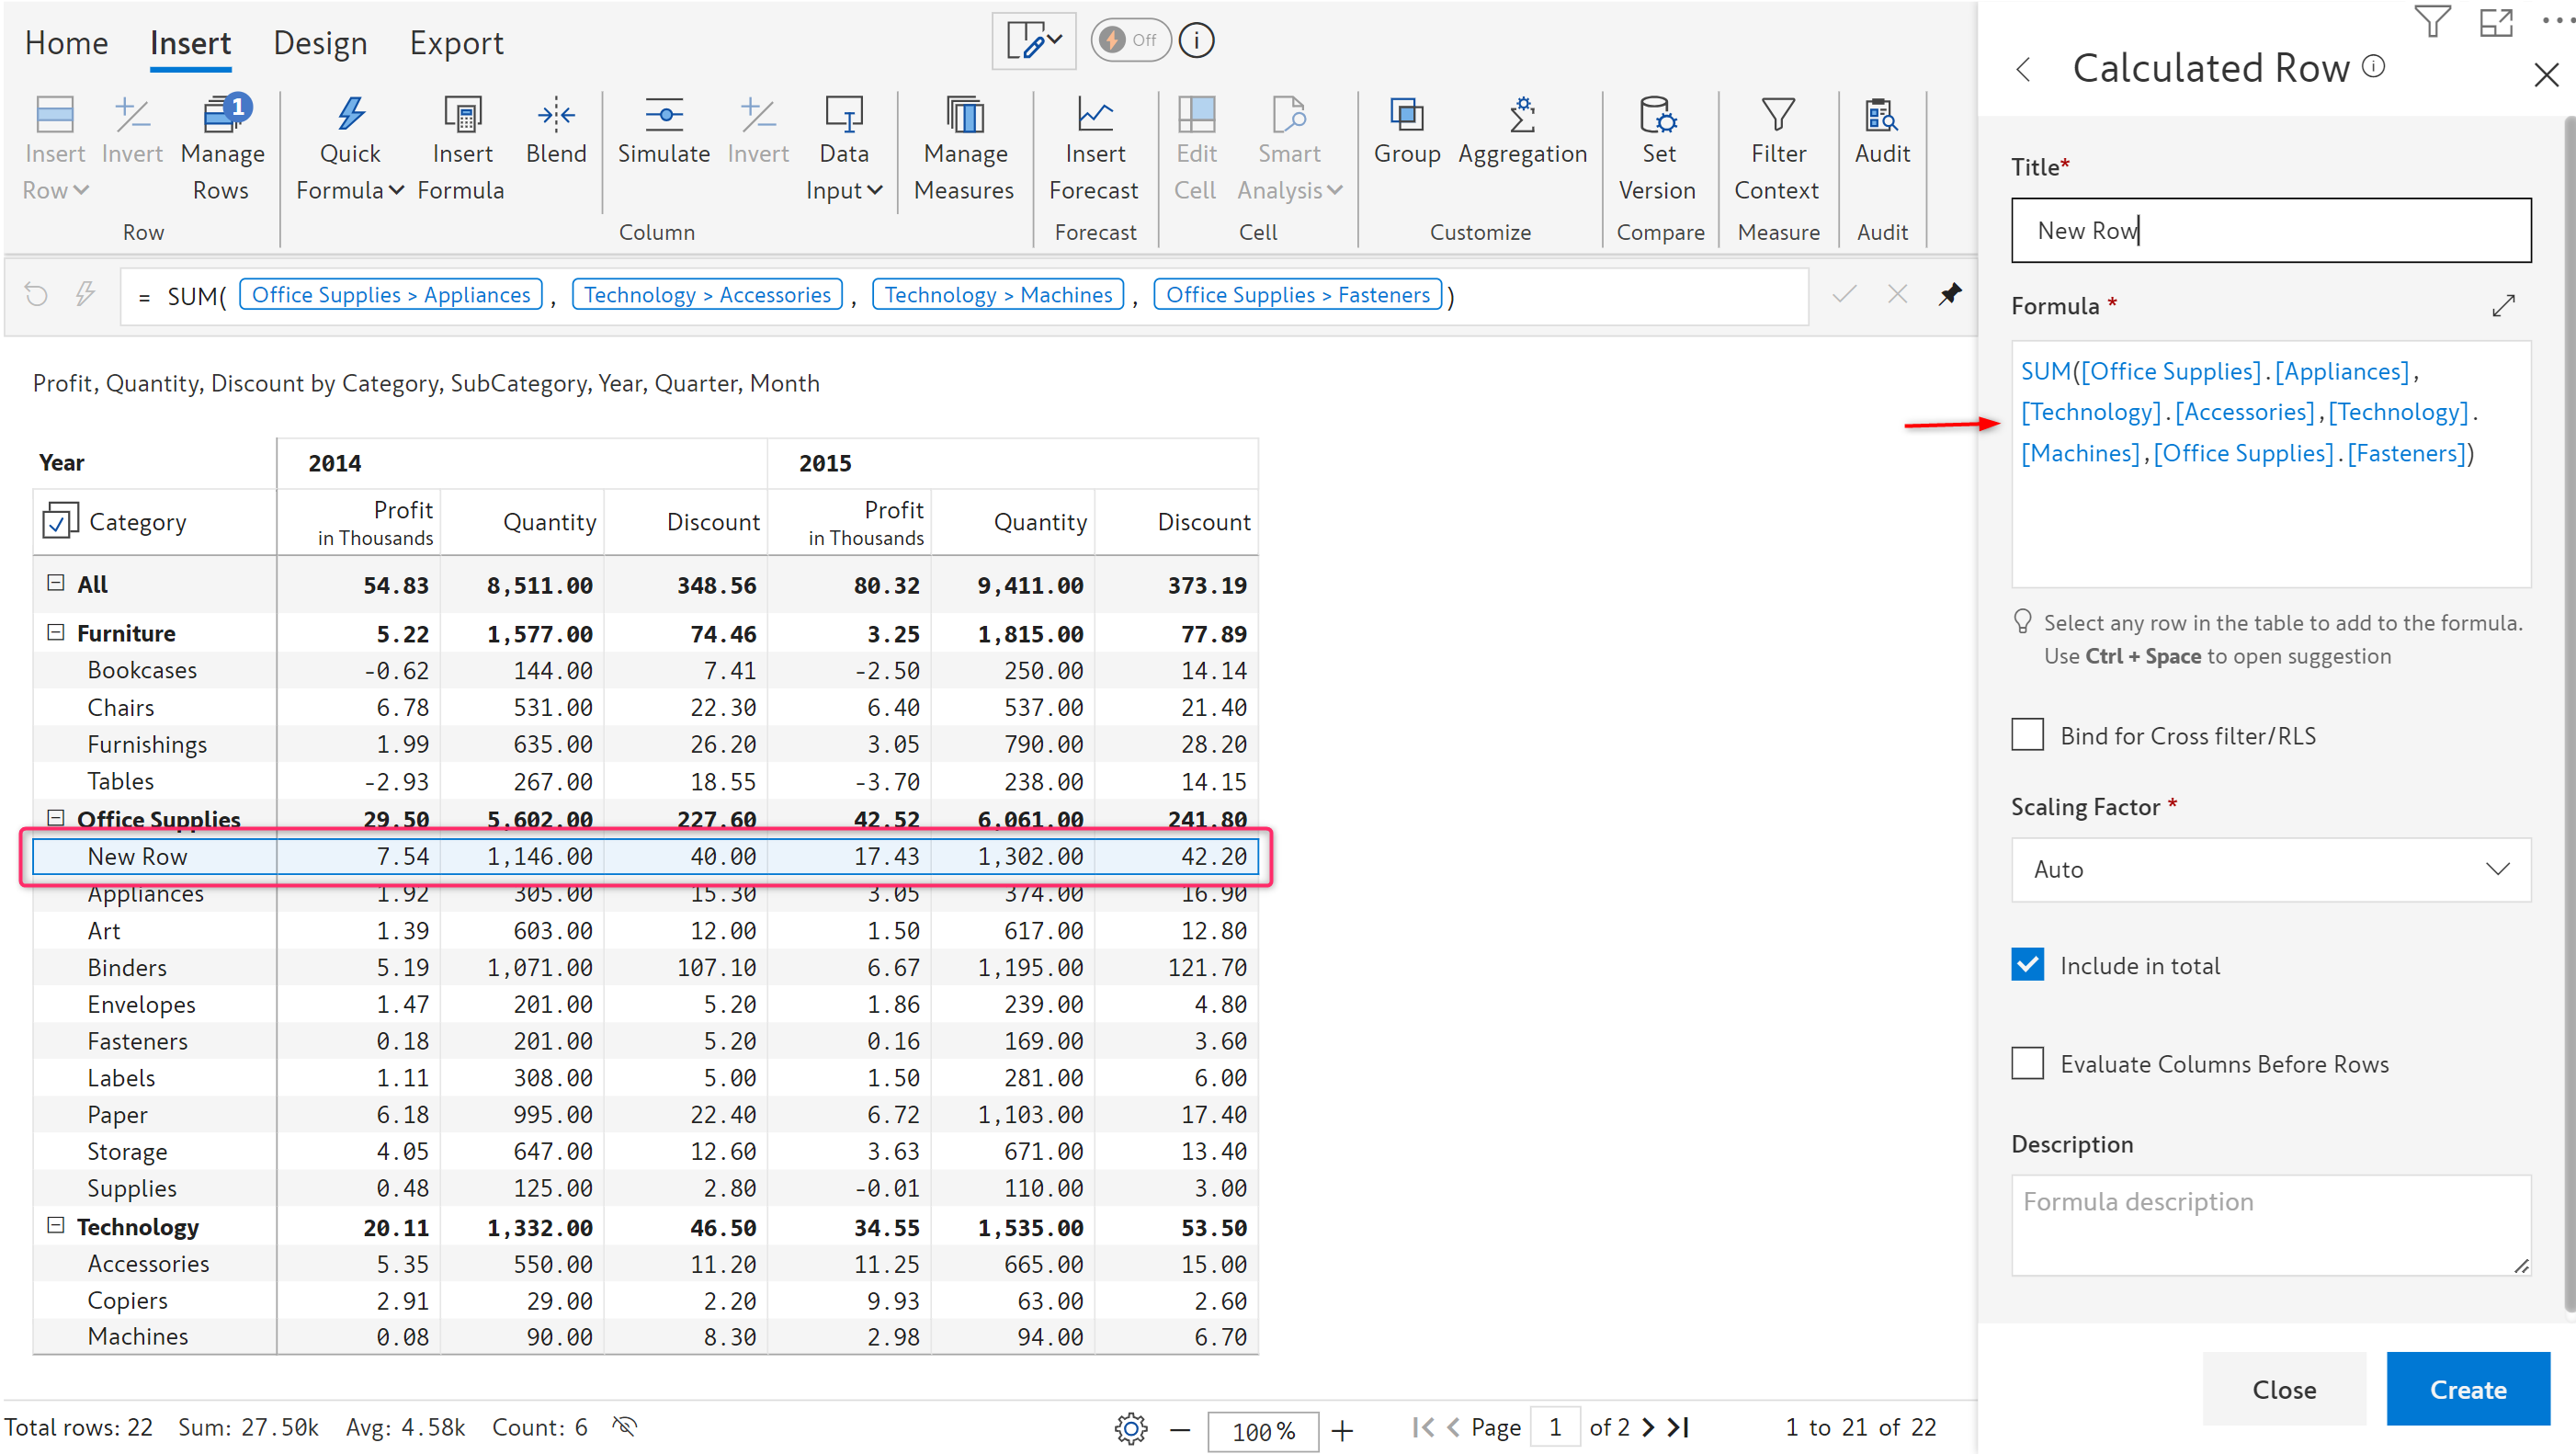 Home Insert Design Export Off i
Insert Row Invert Manage Rows 1 Quick Formula Insert Formula Blend Simulate Invert Data Input Manage Measures Insert Forecast Edit Cell Smart Analysis Group Aggregation Set Version Filter Context Audit
Row Column Forecast Cell Customize Compare Measure Audit
= SUM( Office Supplies > Appliances , Technology > Accessories , Technology > Machines , Office Supplies > Fasteners )
Profit, Quantity, Discount by Category, SubCategory, Year, Quarter, Month
Year 2014 2015
Category Profit in Thousands Quantity Discount Profit in Thousands Quantity Discount
All 54.83 8,511.00 348.56 80.32 9,411.00 373.19
Furniture 5.22 1,577.00 74.46 3.25 1,815.00 77.89
Bookcases -0.62 144.00 7.41 -2.50 250.00 14.14
Chairs 6.78 531.00 22.30 6.40 537.00 21.40
Furnishings 1.99 635.00 26.20 3.05 790.00 28.20
Tables -2.93 267.00 18.55 -3.70 238.00 14.15
Office Supplies 29.50 5,602.00 227.60 42.52 6,061.00 241.80
New Row 7.54 1,146.00 40.00 17.43 1,302.00 42.20
Appliances 1.92 305.00 15.30 3.05 374.00 16.90
Art 1.39 603.00 12.00 1.50 617.00 12.80
Binders 5.19 1,071.00 107.10 6.67 1,195.00 121.70
Envelopes 1.47 201.00 5.20 1.86 239.00 4.80
Fasteners 0.18 201.00 5.20 0.16 169.00 3.60
Labels 1.11 308.00 5.00 1.50 281.00 6.00
Paper 6.18 995.00 22.40 6.72 1,103.00 17.40
Storage 4.05 647.00 12.60 3.63 671.00 13.40
Supplies 0.48 125.00 2.80 -0.01 110.00 3.00
Technology 20.11 1,332.00 46.50 34.55 1,535.00 53.50
Accessories 5.35 550.00 11.20 11.25 665.00 15.00
Copiers 2.91 29.00 2.20 9.93 63.00 2.60
Machines 0.08 90.00 8.30 2.98 94.00 6.70
Total rows: 22 Sum: 27.50k Avg: 4.58k Count: 6 100 % Page 1 of 2 1 to 21 of 22
Calculated Row i
Title*
New Row
Formula *
SUM([Office Supplies].[Appliances],
[Technology].[Accessories],[Technology].
[Machines],[Office Supplies].[Fasteners])
Select any row in the table to add to the formula.
Use Ctrl + Space to open suggestion
Bind for Cross filter/RLS
Scaling Factor *
Auto
Include in total
Evaluate Columns Before Rows
Description
Formula description
Close Create